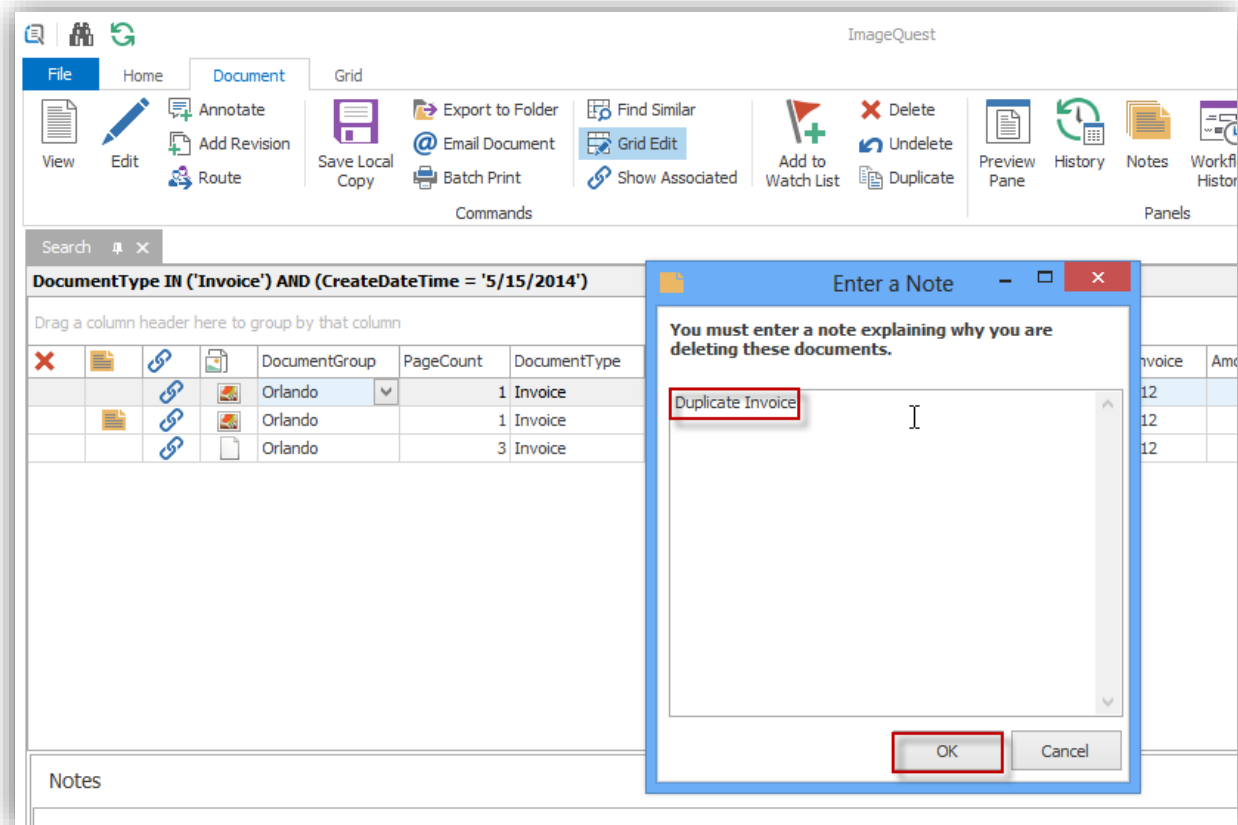 ImageQuest
File Home Document Grid
View
Edit
Annotate
Add Revision
Route
Save Local
Copy
Export to Folder
Email Document
Batch Print
Find Similar
Grid Edit
Show Associated
Add to
Watch List
Delete
Undelete
Duplicate
Preview
Pane
History
Notes
Workfl
Histor
Commands
Panels
Search
DocumentType IN ('Invoice') AND (CreateDateTime = '5/15/2014')
Drag a column header here to group by that column
DocumentGroup PageCount DocumentType nvoice Amo
Orlando 1 Invoice 12
Orlando 1 Invoice 12
Orlando 3 Invoice 12
Enter a Note
You must enter a note explaining why you are
deleting these documents.
Duplicate Invoice
OK Cancel
Notes